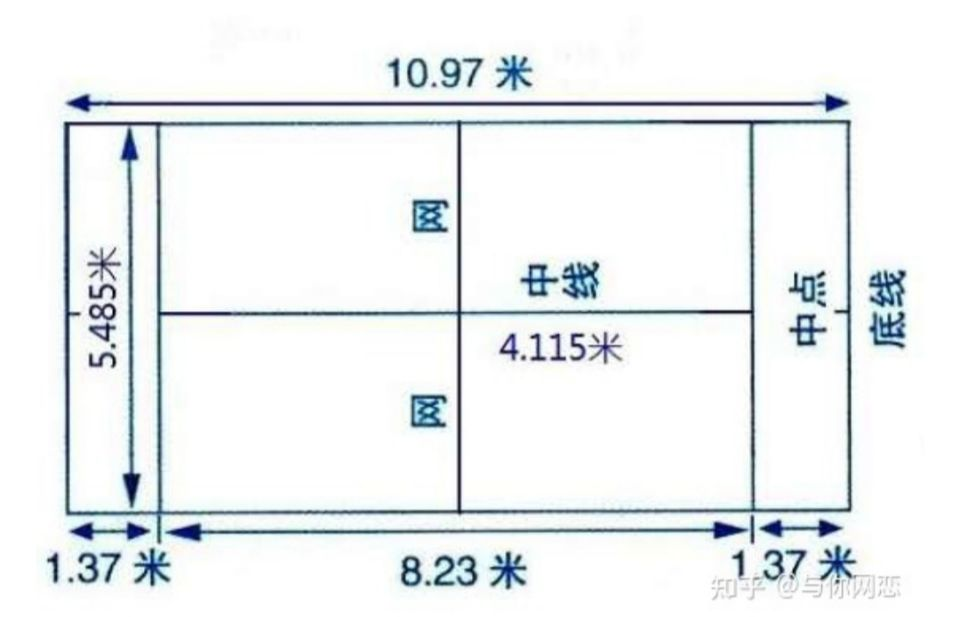 10.97 米
网
中线
5.485米
中点
底线
4.115米
网
1.37 米
8.23 米
1.37 米
知乎 @与你网恋